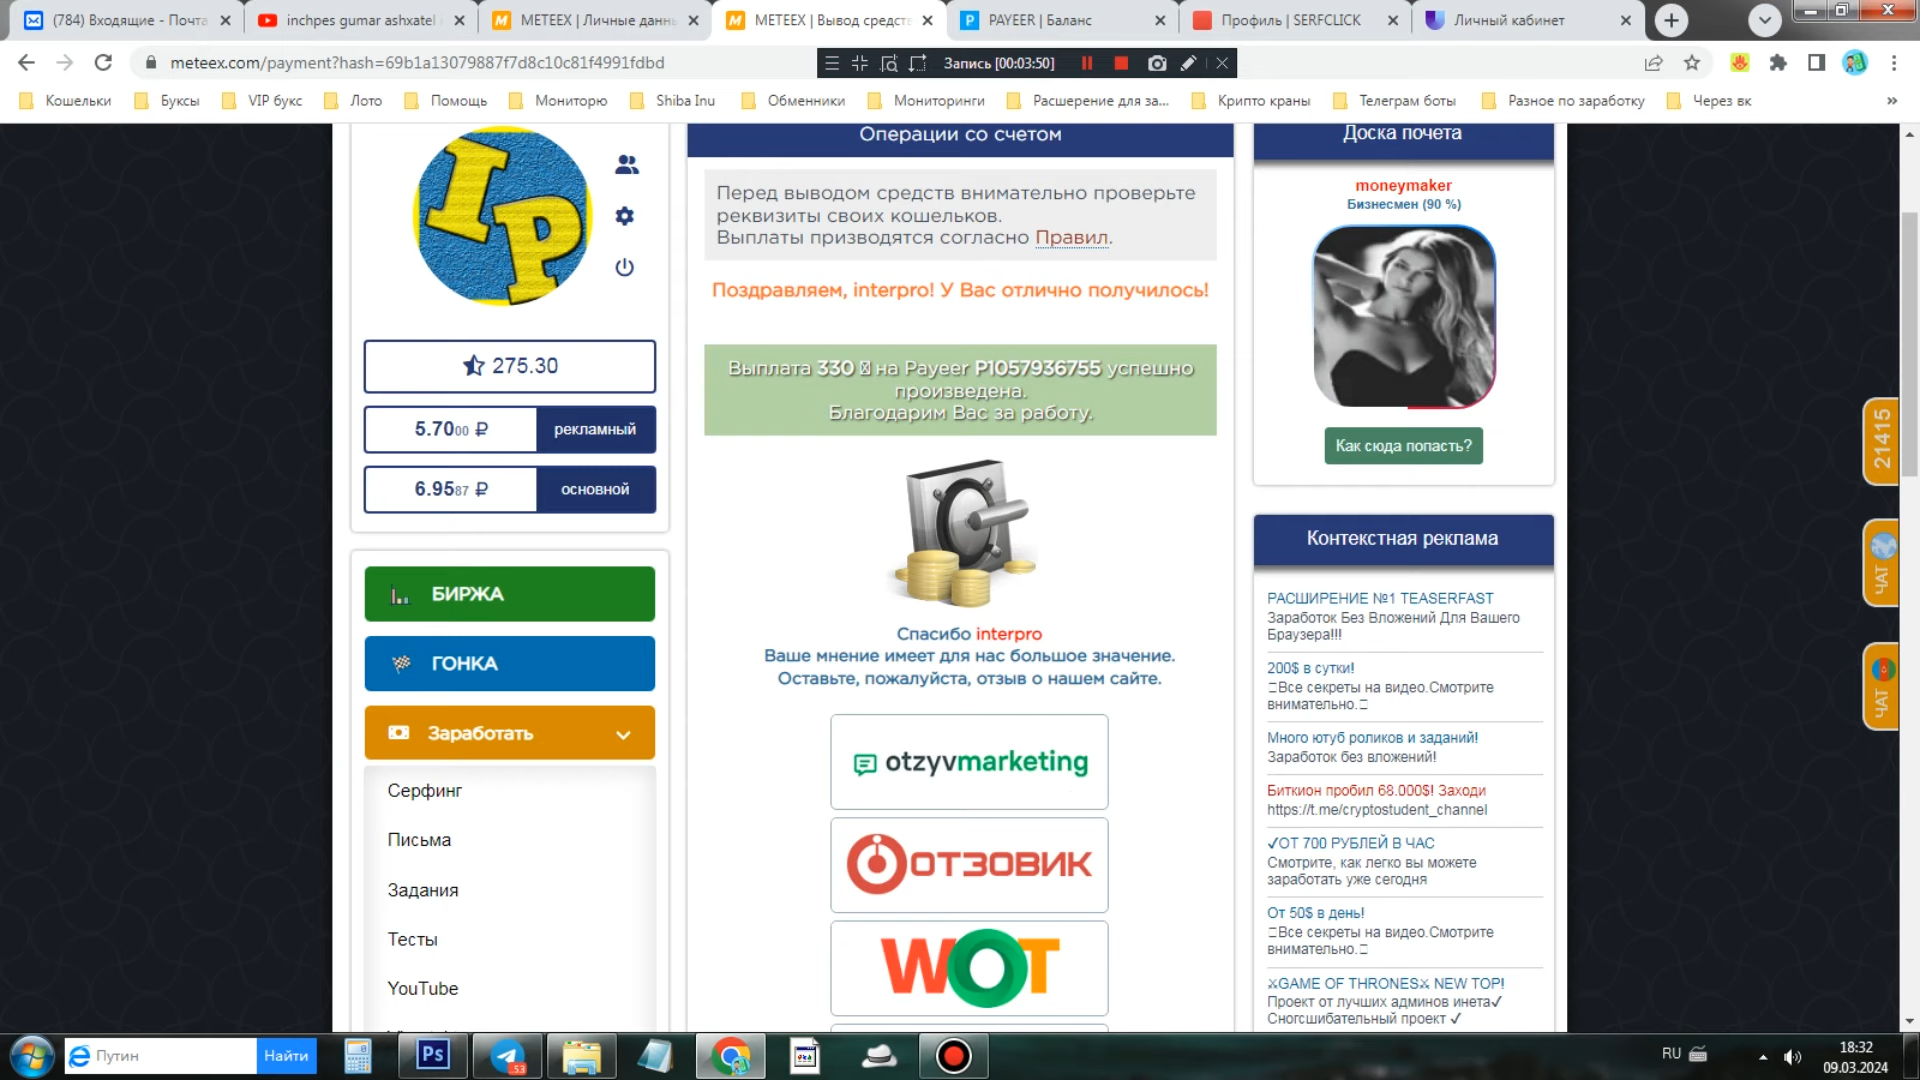 (784) Входящие - Почта
inchpes gumar ashxatel
METEEX | Личные данн
METEEX | Вывод средств
PAYEER | Баланс
Профиль | SERFCLICK
Личный кабинет
meteex.com/payment?hash=69b1a13079887f7d8c10c81f4991fdbd
Запись [00:03:50]
Кошельки
Буксы
VIP букс
Лото
Помощь
Мониторю
Shiba Inu
Обменники
Мониторинги
Расшерение для за...
Крипто краны
Телеграм боты
Разное по заработку
Через вк
»
IP
275.30
5.7000 ₽ рекламный
6.9587 ₽ основной
БИРЖА
ГОНКА
Заработать
Серфинг
Письма
Задания
Тесты
YouTube
Операции со счетом
Перед выводом средств внимательно проверьте
реквизиты своих кошельков.
Выплаты призводятся согласно Правил.
Поздравляем, interpro! У Вас отлично получилось!
Выплата 330 на Payeer P1057936755 успешно
произведена.
Благодарим Вас за работу.
Спасибо interpro
Ваше мнение имеет для нас большое значение.
Оставьте, пожалуйста, отзыв о нашем сайте.
otzyvmarketing
ОТЗОВИК
WOT
Доска почета
moneymaker
Бизнесмен (90 %)
Как сюда попасть?
Контекстная реклама
РАСШИРЕНИЕ №1 TEASERFAST
Заработок Без Вложений Для Вашего
Браузера!!!
200$ в сутки!
Все секреты на видео.Смотрите
внимательно.
Много ютуб роликов и заданий!
Заработок без вложений!
Биткион пробил 68.000$! Заходи
https://t.me/cryptostudent_channel
✓ОТ 700 РУБЛЕЙ В ЧАС
Смотрите, как легко вы можете
заработать уже сегодня
От 50$ в день!
Все секреты на видео.Смотрите
внимательно.
⚔GAME OF THRONES⚔ NEW TOP!
Проект от лучших админов инета✓
Сногсшибательный проект ✓
21415
ЧАТ
ЧАТ
Путин
Найти
Ps
53
RU
18:32
09.03.2024